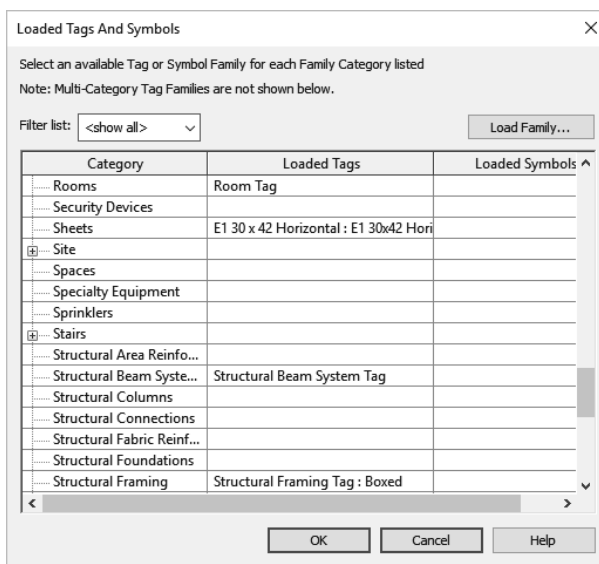 Loaded Tags And Symbols
Select an available Tag or Symbol Family for each Family Category listed
Note: Multi-Category Tag Families are not shown below.
Filter list: <show all> Load Family...
Category Loaded Tags Loaded Symbols
Rooms Room Tag
Security Devices
Sheets E1 30 x 42 Horizontal : E1 30x42 Hori
Site
Spaces
Specialty Equipment
Sprinklers
Stairs
Structural Area Reinfo...
Structural Beam Syste... Structural Beam System Tag
Structural Columns
Structural Connections
Structural Fabric Reinf...
Structural Foundations
Structural Framing Structural Framing Tag : Boxed
OK Cancel Help